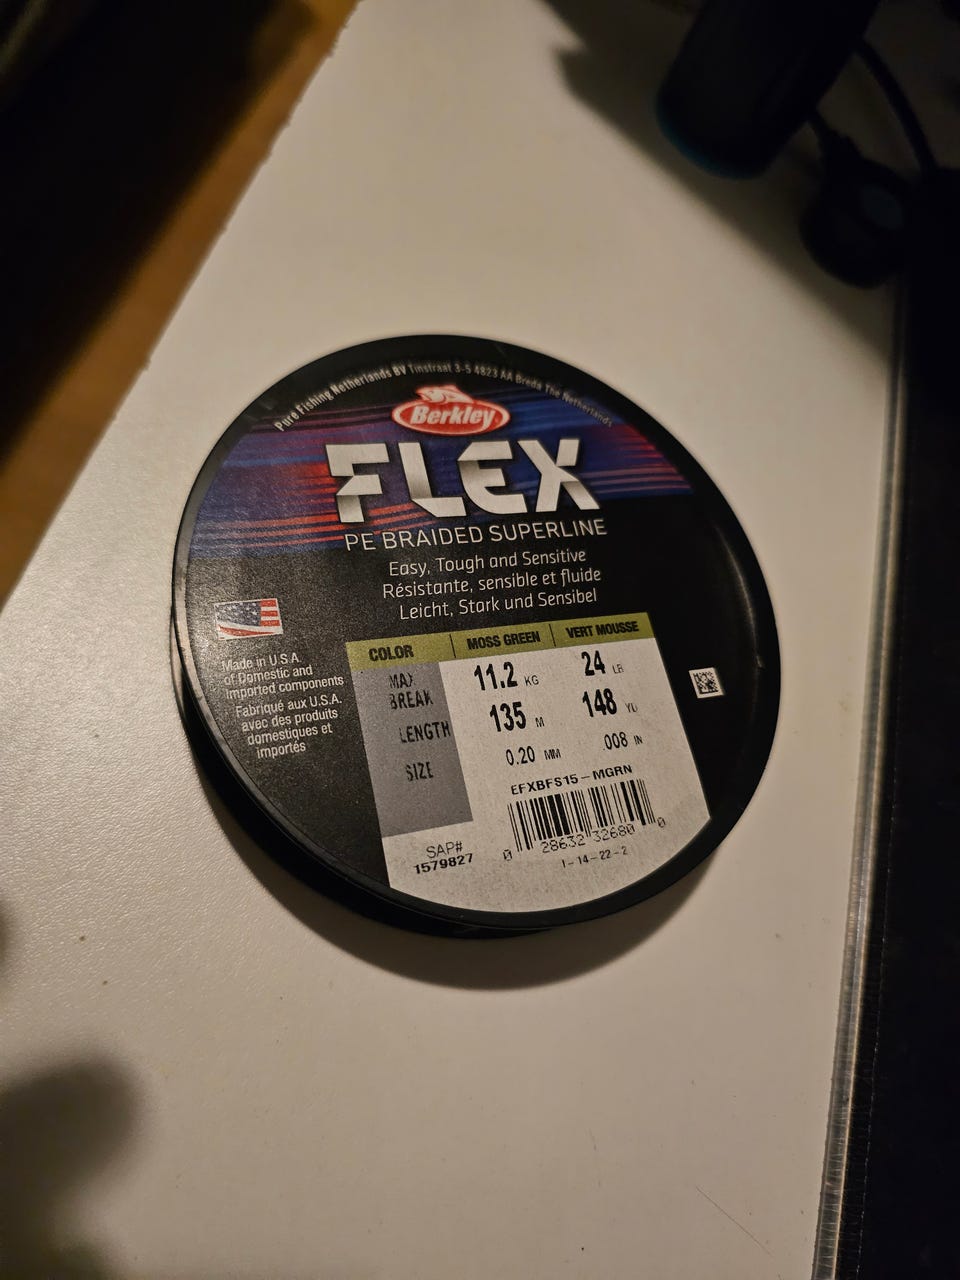 Pure Fishing Netherlands BV Tinstraat 3-5 4823 AA Breda The Netherlands
Berkley
FLEX
PE BRAIDED SUPERLINE
Easy, Tough and Sensitive
Résistante, sensible et fluide
Leicht, Stark und Sensibel
Made in U.S.A.
of Domestic and
Imported components
Fabriqué aux U.S.A.
avec des produits
domestiques et
importés
COLOR MOSS GREEN VERT MOUSSE
MAX BREAK 11.2 KG 24 LB
LENGTH 135 M 148 YD
SIZE 0.20 MM .008 IN
EFXBFS15-MGRN
0 28632 32680 0
SAP#
1579827
1-14-22-2